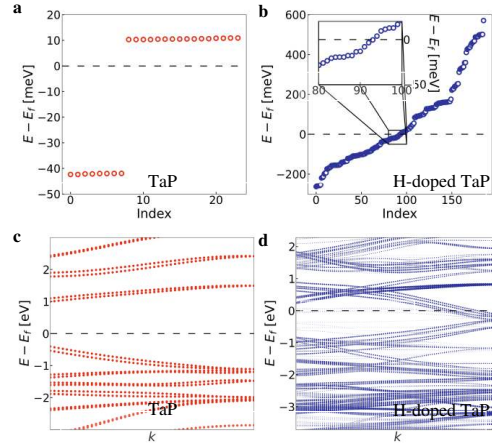 a
E − E_f [meV]
20
10
0
−10
−20
−30
−40
−50
0
10
20
Index
TaP
b
E − E_f [meV]
600
400
200
0
−200
0
50
100
150
Index
H-doped TaP
80
90
100
0
−50
E − E_f [meV]
c
E − E_f [eV]
2
1
0
−1
−2
k
TaP
d
E − E_f [eV]
2
1
0
−1
−2
−3
k
H-doped TaP